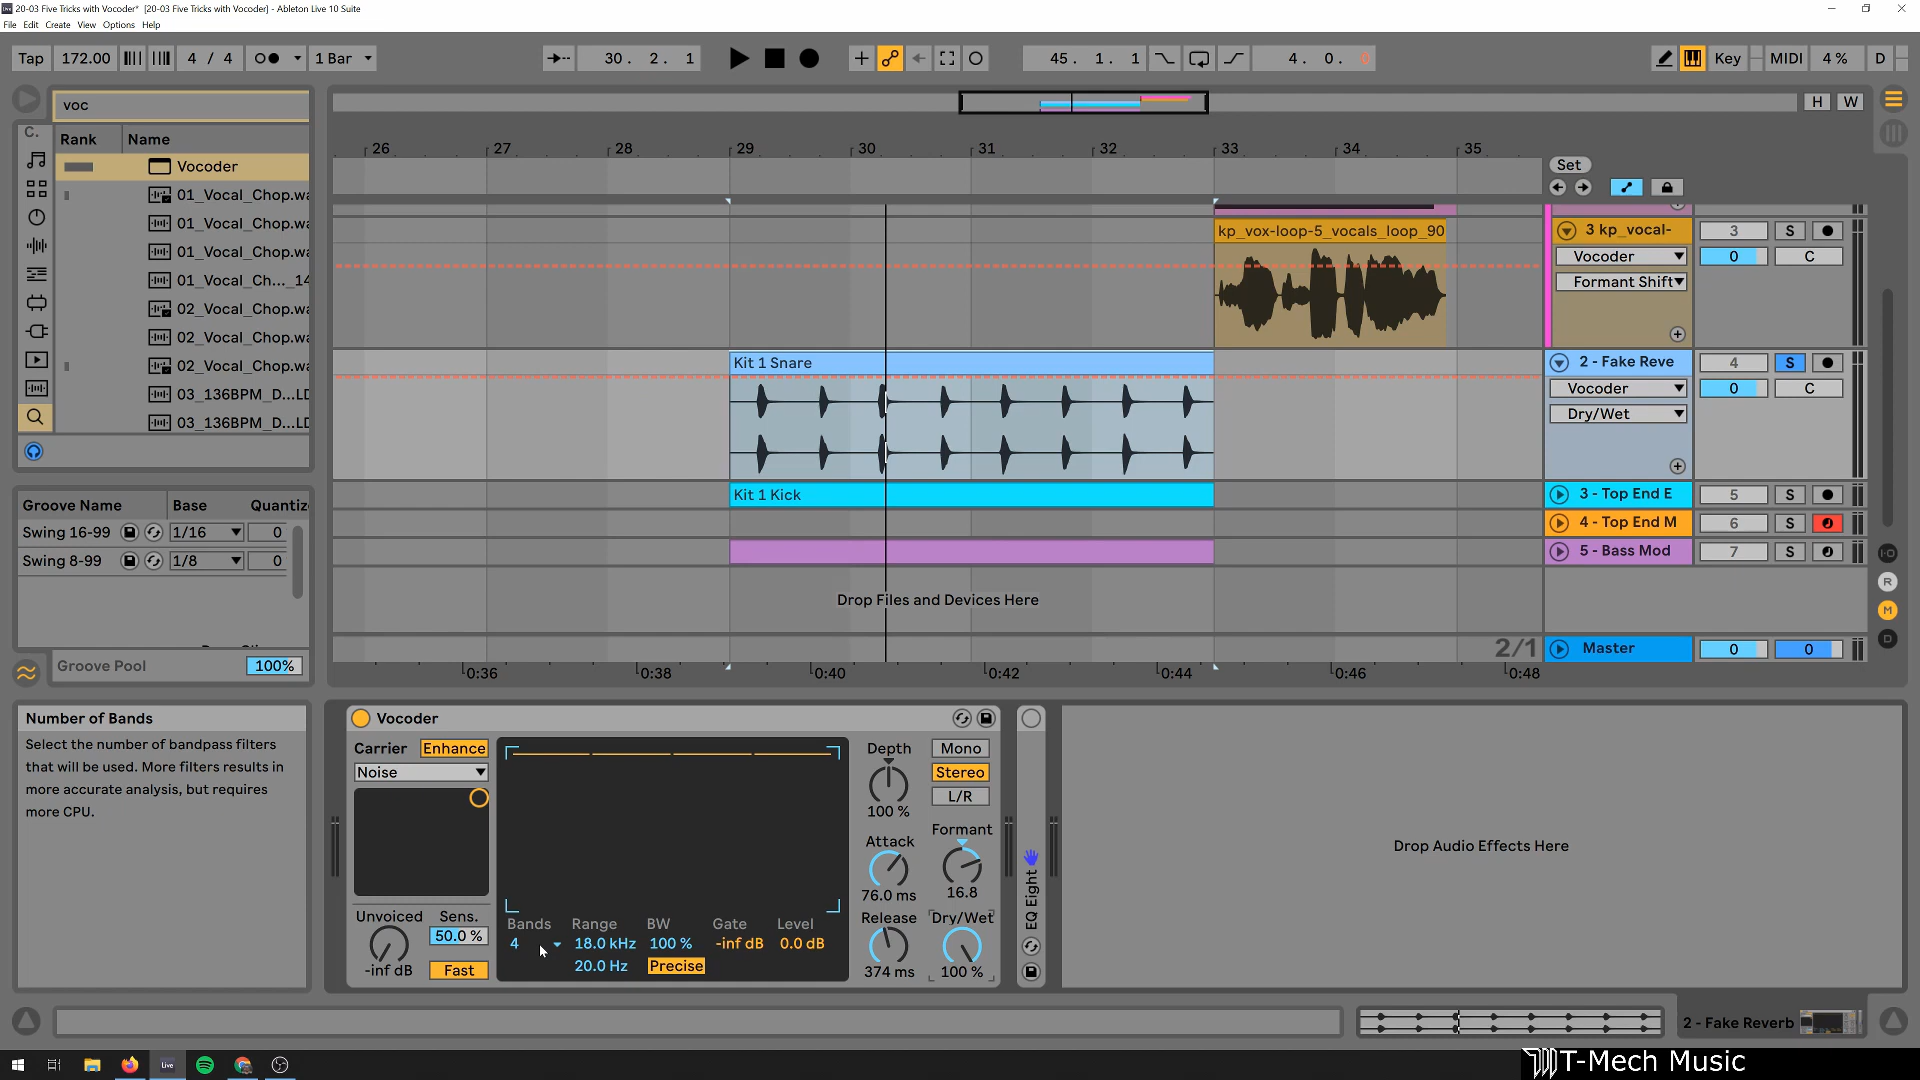 20-03 Five Tricks with Vocoder* [20-03 Five Tricks with Vocoder] - Ableton Live 10 Suite
File Edit Create View Options Help
Tap 172.00 4 / 4 1 Bar 30. 2. 1 45. 1. 1 4. 0. 0 Key MIDI 4 % D
voc
H W
C.
Rank Name
Vocoder
01_Vocal_Chop.wa
01_Vocal_Chop.wa
01_Vocal_Chop.wa
01_Vocal_Ch..._14
02_Vocal_Chop.wa
02_Vocal_Chop.wa
02_Vocal_Chop.wa
03_136BPM_D...LD
03_136BPM_D...LD
26 27 28 29 30 31 32 33 34 35
Set
kp_vox-loop-5_vocals_loop_90
3 kp_vocal- 3 S
Vocoder 0 C
Formant Shift
Kit 1 Snare
2 - Fake Reve 4 S
Vocoder 0 C
Dry/Wet
Kit 1 Kick
3 - Top End E 5 S
4 - Top End M 6 S
5 - Bass Mod 7 S
Drop Files and Devices Here
2/1
Master 0 0
0:36 0:38 0:40 0:42 0:44 0:46 0:48
I·O
R
M
D
Groove Name Base Quantiz
Swing 16-99 1/16 0
Swing 8-99 1/8 0
Groove Pool 100%
Number of Bands
Select the number of bandpass filters
that will be used. More filters results in
more accurate analysis, but requires
more CPU.
Vocoder
Carrier Enhance
Noise
Unvoiced Sens.
50.0 %
-inf dB Fast
Bands Range BW Gate Level
4 18.0 kHz 100 % -inf dB 0.0 dB
20.0 Hz Precise
Depth Mono
Stereo
100 % L/R
Attack Formant
76.0 ms 16.8
Release Dry/Wet
374 ms 100 %
EQ Eight
Drop Audio Effects Here
2 - Fake Reverb
Live
T-Mech Music